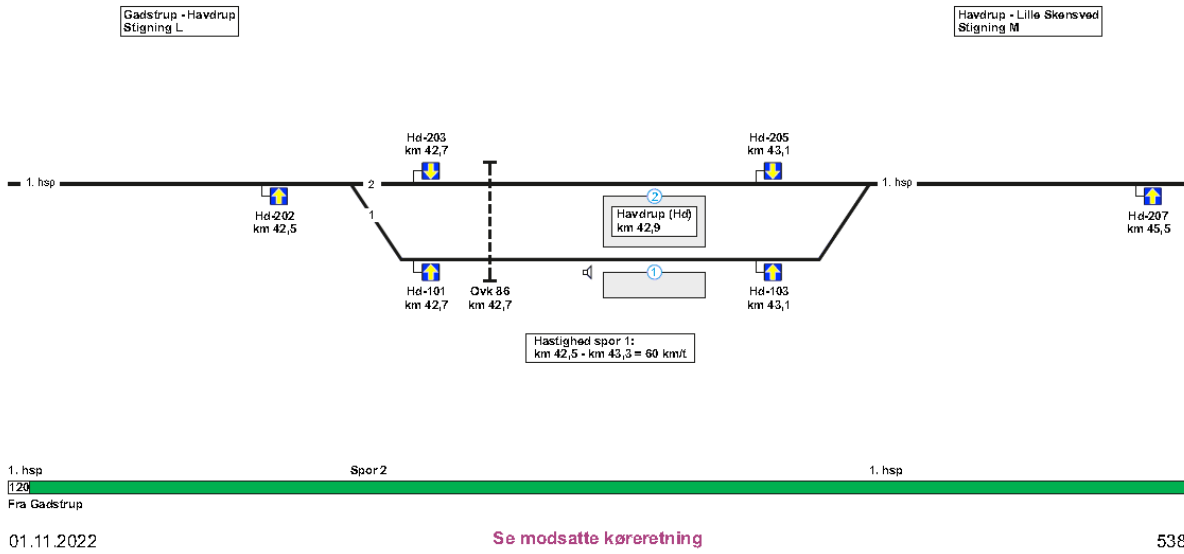 Gadstrup - Havdrup
Stigning L
Havdrup - Lille Skensved
Stigning M
Hd-203
km 42,7
Hd-205
km 43,1
1. hsp
2
1. hsp
Hd-202
km 42,5
1
2
Havdrup (Hd)
km 42,9
Hd-207
km 45,5
1
Hd-101
km 42,7
Ovk 86
km 42,7
Hd-103
km 43,1
Hastighed spor 1:
km 42,5 - km 43,3 = 60 km/t.
1. hsp
Spor 2
1. hsp
120
Fra Gadstrup
01.11.2022
Se modsatte køreretning
538